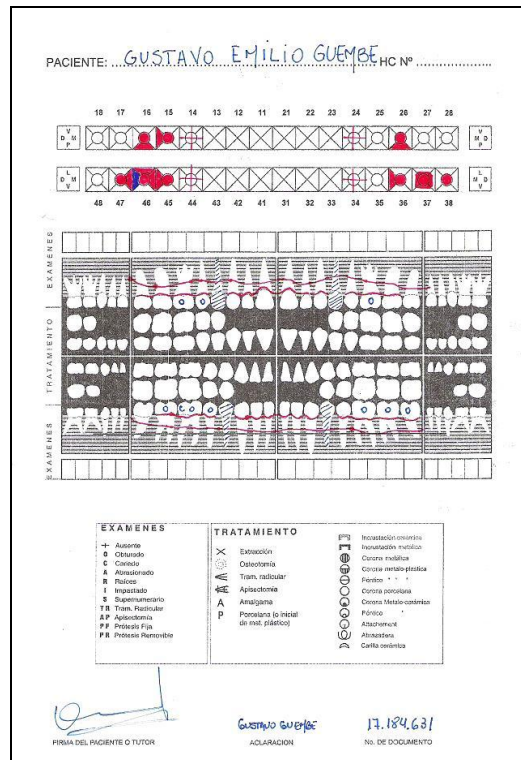 PACIENTE: GUSTAVO EMILIO GUEMBE HC Nº
18 17 16 15 14 13 12 11 21 22 23 24 25 26 27 28
V
D M
P
V
M D
P
L
D M
V
L
M D
V
48 47 46 45 44 43 42 41 31 32 33 34 35 36 37 38
EXAMENES
TRATAMIENTO
EXAMENES
EXAMENES
+ Ausente
O Obturado
C Cariado
A Abrasionado
R Raíces
I Impactado
S Supernumerario
TR Tram. Radicular
AP Apisectomía
PF Prótesis Fija
PR Prótesis Removible
TRATAMIENTO
X Extracción
Osteotomía
Tram. radicular
Apisectomía
A Amalgama
P Porcelana (o inicial de mat. plástico)
Incrustación cerámica
Incrustación metálica
Corona metálica
Corona metalo-plástica
Póntico " "
Corona porcelana
Corona Metalo-cerámica
Póntico "
Attachement
Abrazadera
Carilla cerámica
GUSTAVO GUEMBE 17.184.631
FIRMA DEL PACIENTE O TUTOR ACLARACION No. DE DOCUMENTO